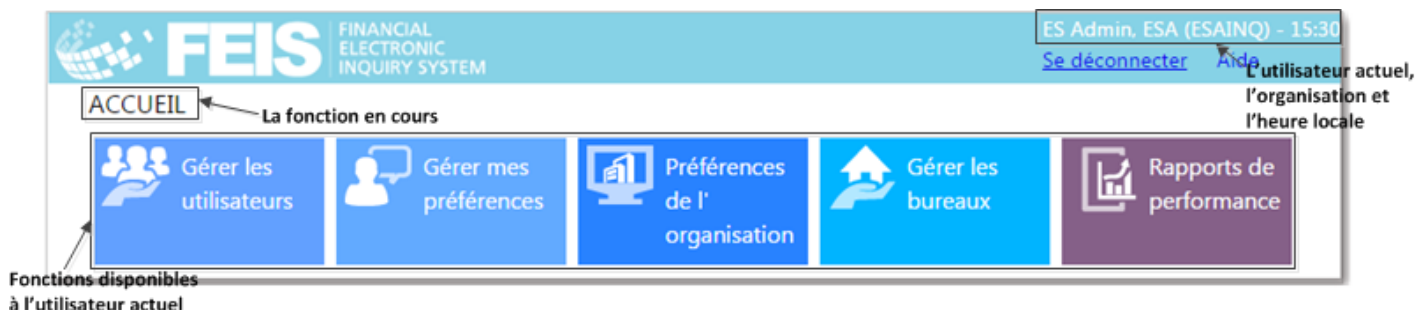 FEIS
FINANCIAL
ELECTRONIC
INQUIRY SYSTEM
ES Admin, ESA (ESAINQ) - 15:30
Se déconnecter Aide
L'utilisateur actuel,
l'organisation et
l'heure locale
ACCUEIL
La fonction en cours
Gérer les
utilisateurs
Gérer mes
préférences
Préférences
de l'
organisation
Gérer les
bureaux
Rapports de
performance
Fonctions disponibles
à l'utilisateur actuel